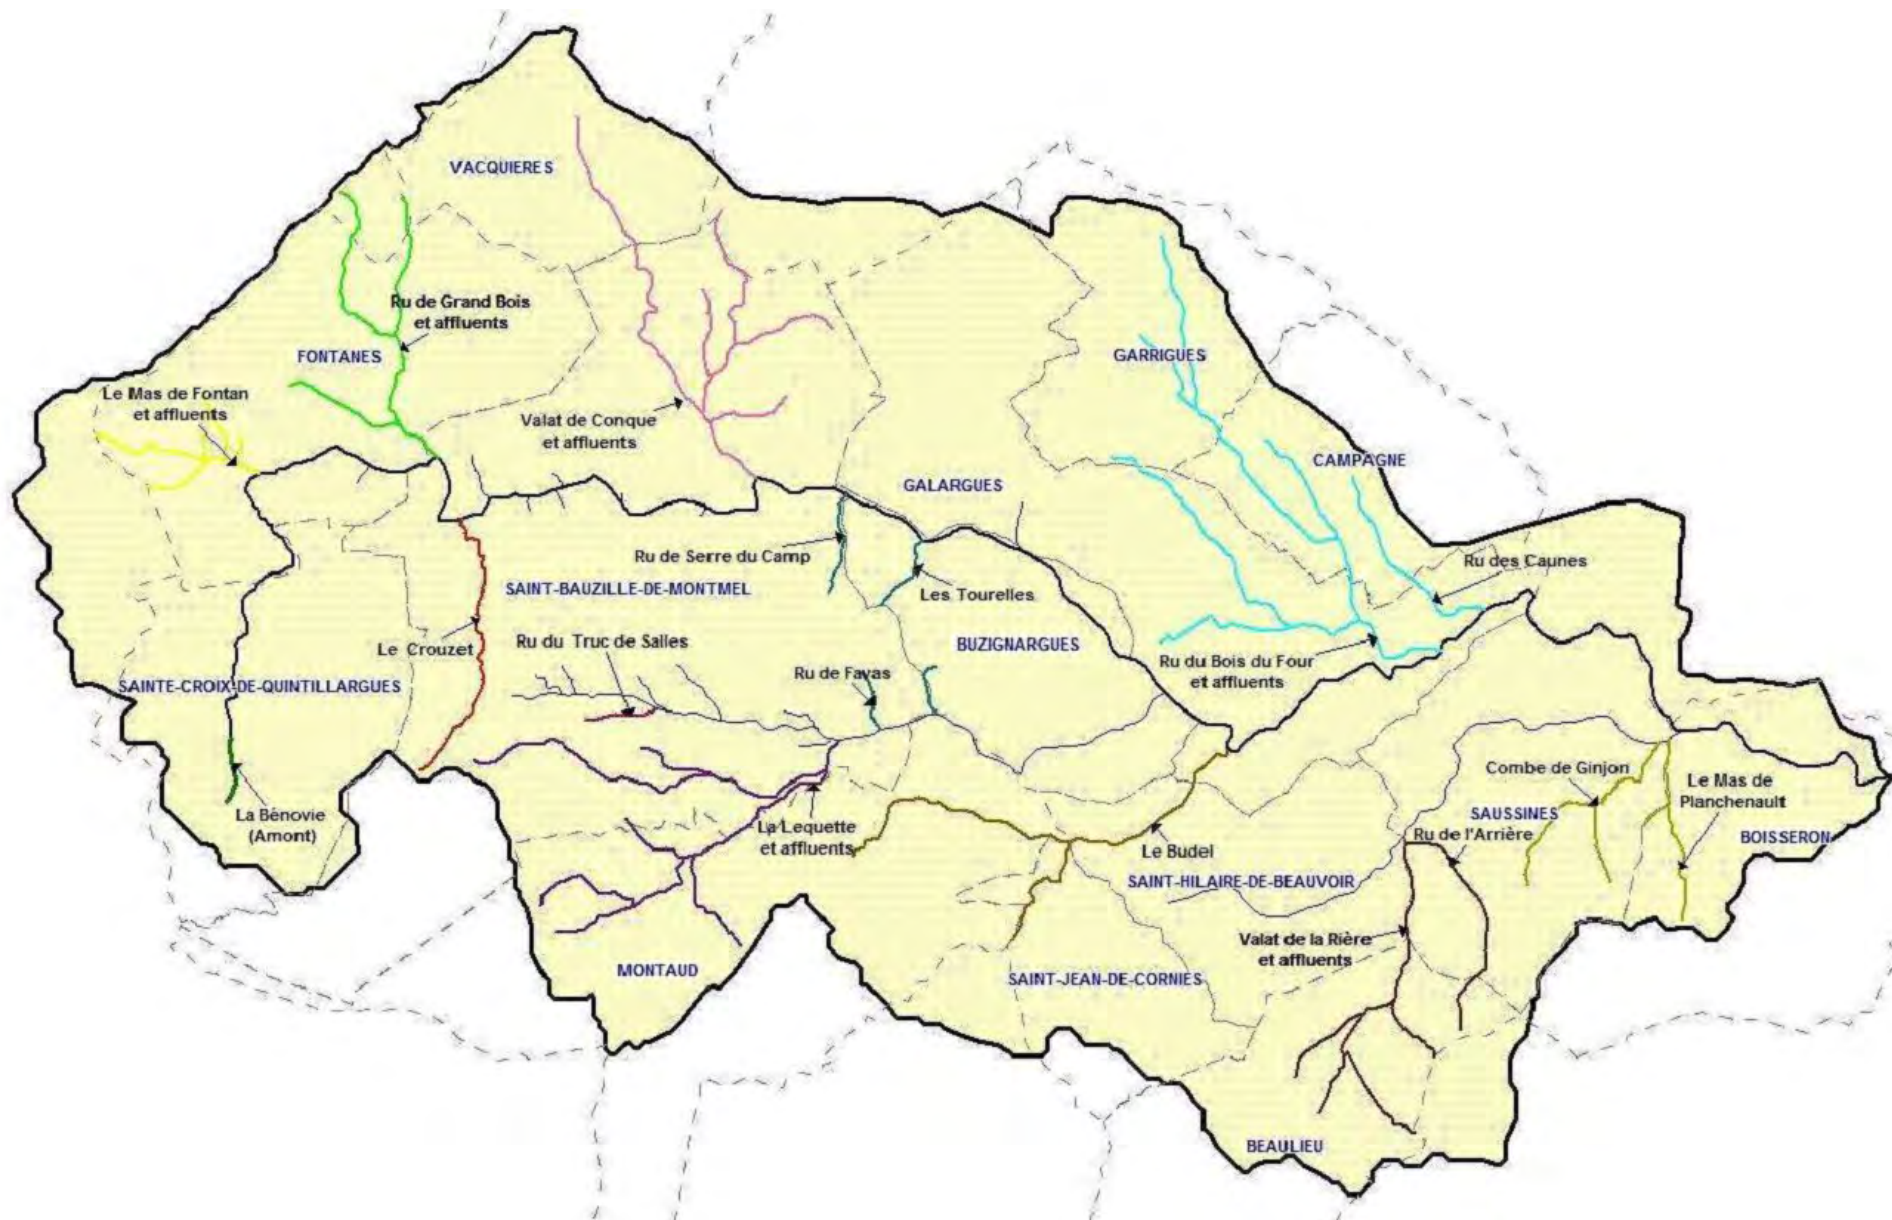 VACQUIERES
Ru de Grand Bois
et affluents
FONTANES
GARRIGUES
Le Mas de Fontan
et affluents
Valat de Conque
et affluents
CAMPAGNE
GALARGUES
Ru de Serre du Camp
Ru des Caunes
SAINT-BAUZILLE-DE-MONTMEL
Les Tourelles
Le Crouzet
Ru du Truc de Salles
BUZIGNARGUES
Ru de Favas
Ru du Bois du Four
et affluents
SAINTE-CROIX-DE-QUINTILLARGUES
Combe de Ginjon
Le Mas de
Planchenault
La Bénovie
(Amont)
La Lequette
et affluents
SAUSSINES
Ru de l'Arrière
BOISSERON
Le Budel
SAINT-HILAIRE-DE-BEAUVOIR
Valat de la Rière
et affluents
MONTAUD
SAINT-JEAN-DE-CORNIES
BEAULIEU